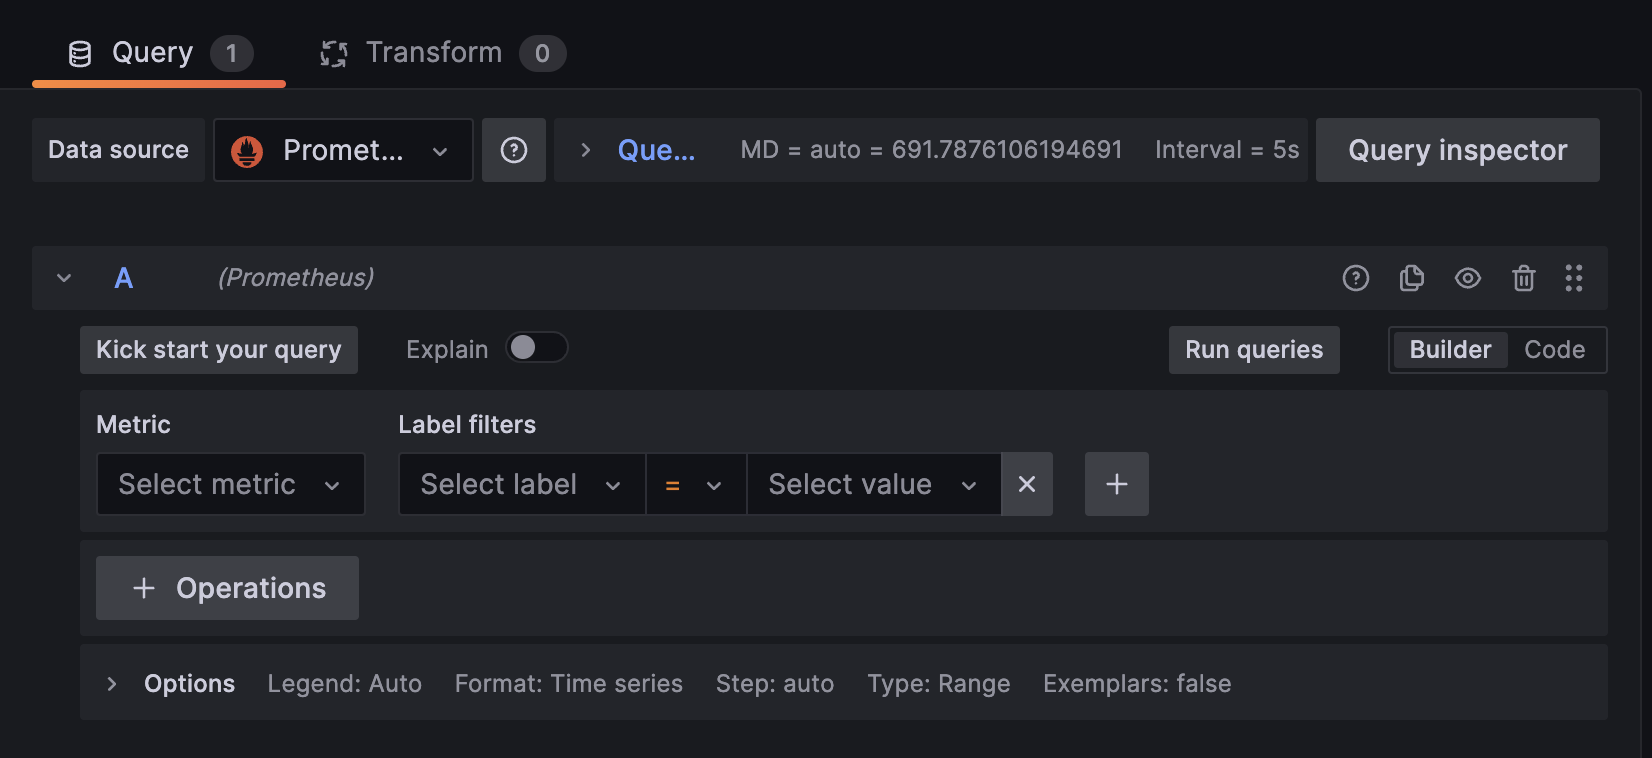 Query 1 Transform 0
Data source Promet... Que... MD = auto = 691.7876106194691 Interval = 5s Query inspector
A (Prometheus)
Kick start your query Explain Run queries Builder Code
Metric Label filters
Select metric Select label = Select value
Operations
Options Legend: Auto Format: Time series Step: auto Type: Range Exemplars: false